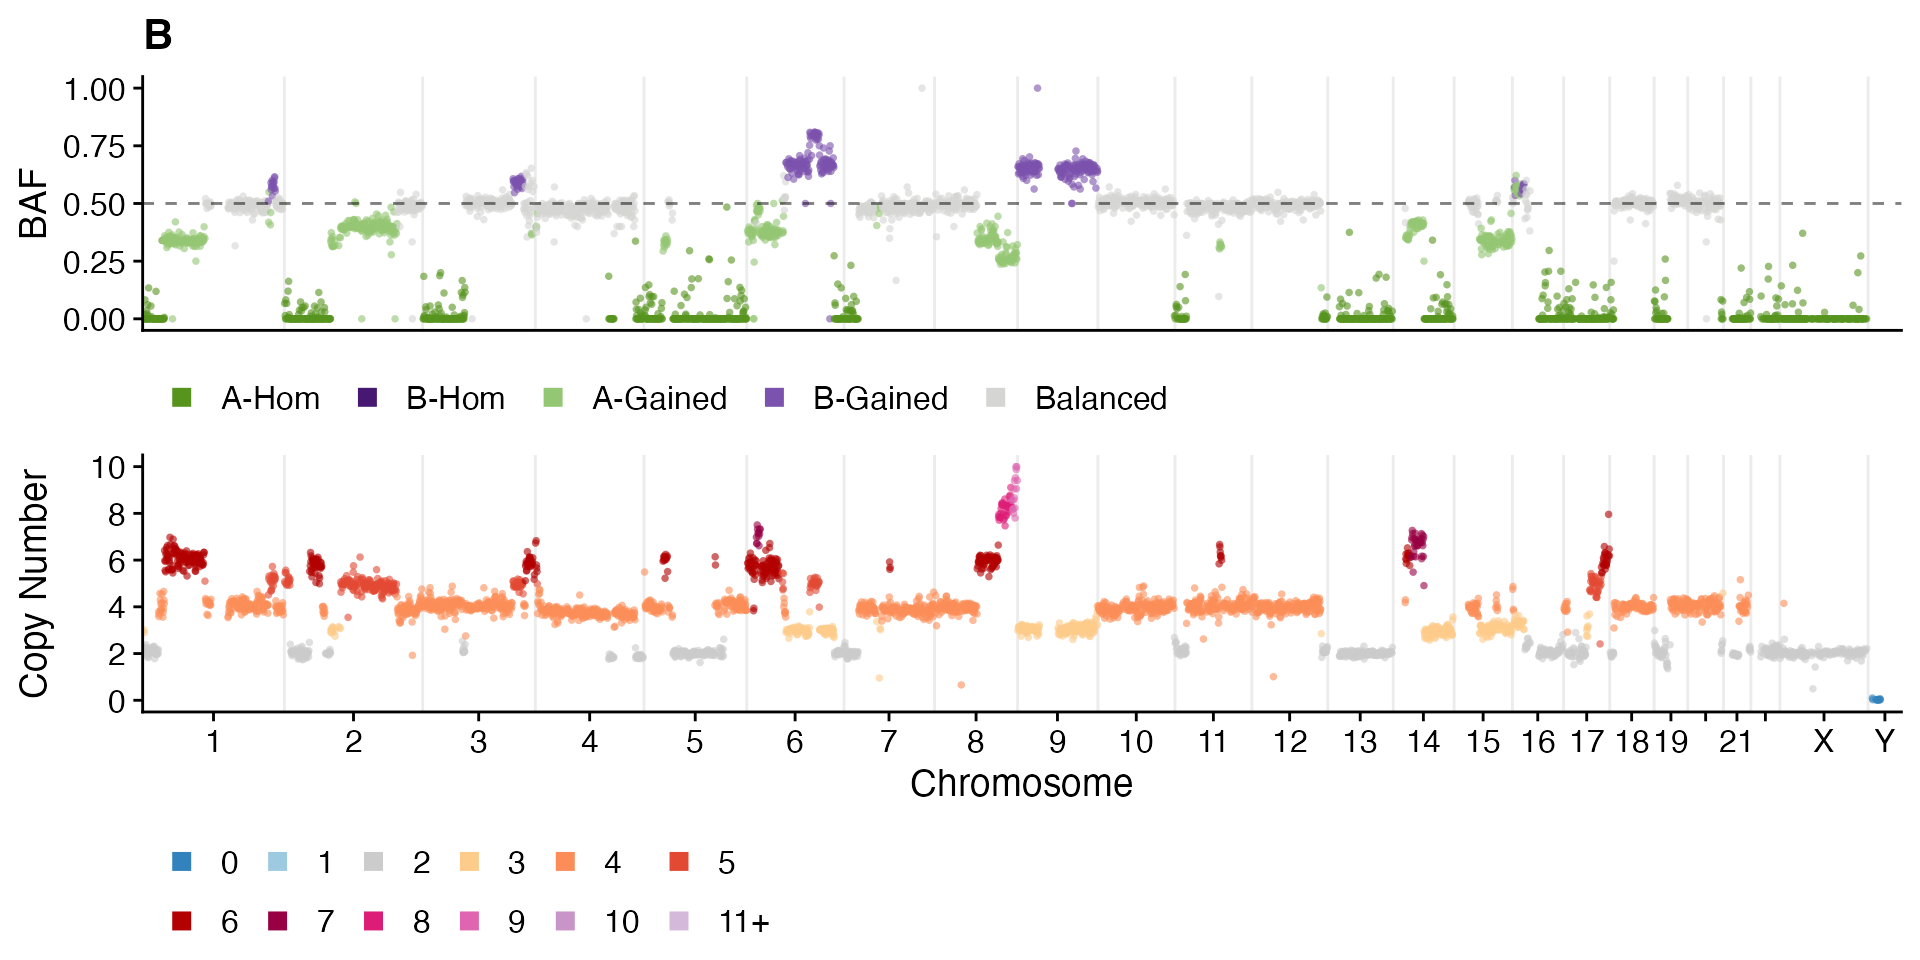 B
1.00
0.75
0.50
0.25
0.00
BAF
A-Hom B-Hom A-Gained B-Gained Balanced
10
8
6
4
2
0
Copy Number
1 2 3 4 5 6 7 8 9 10 11 12 13 14 15 16 17 18 19 21 X Y
Chromosome
0 1 2 3 4 5
6 7 8 9 10 11+